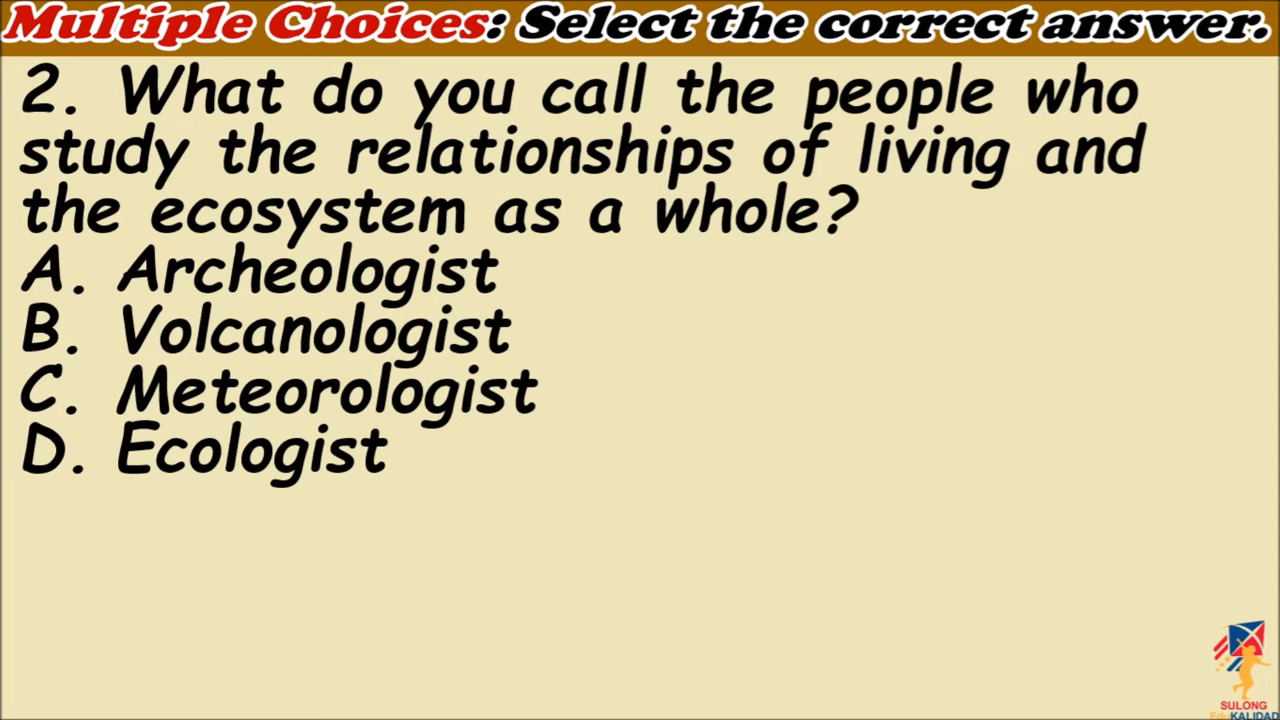 Multiple Choices: Select the correct answer.
2. What do you call the people who
study the relationships of living and
the ecosystem as a whole?
A. Archeologist
B. Volcanologist
C. Meteorologist
D. Ecologist
SULONG
EduKALIDAD